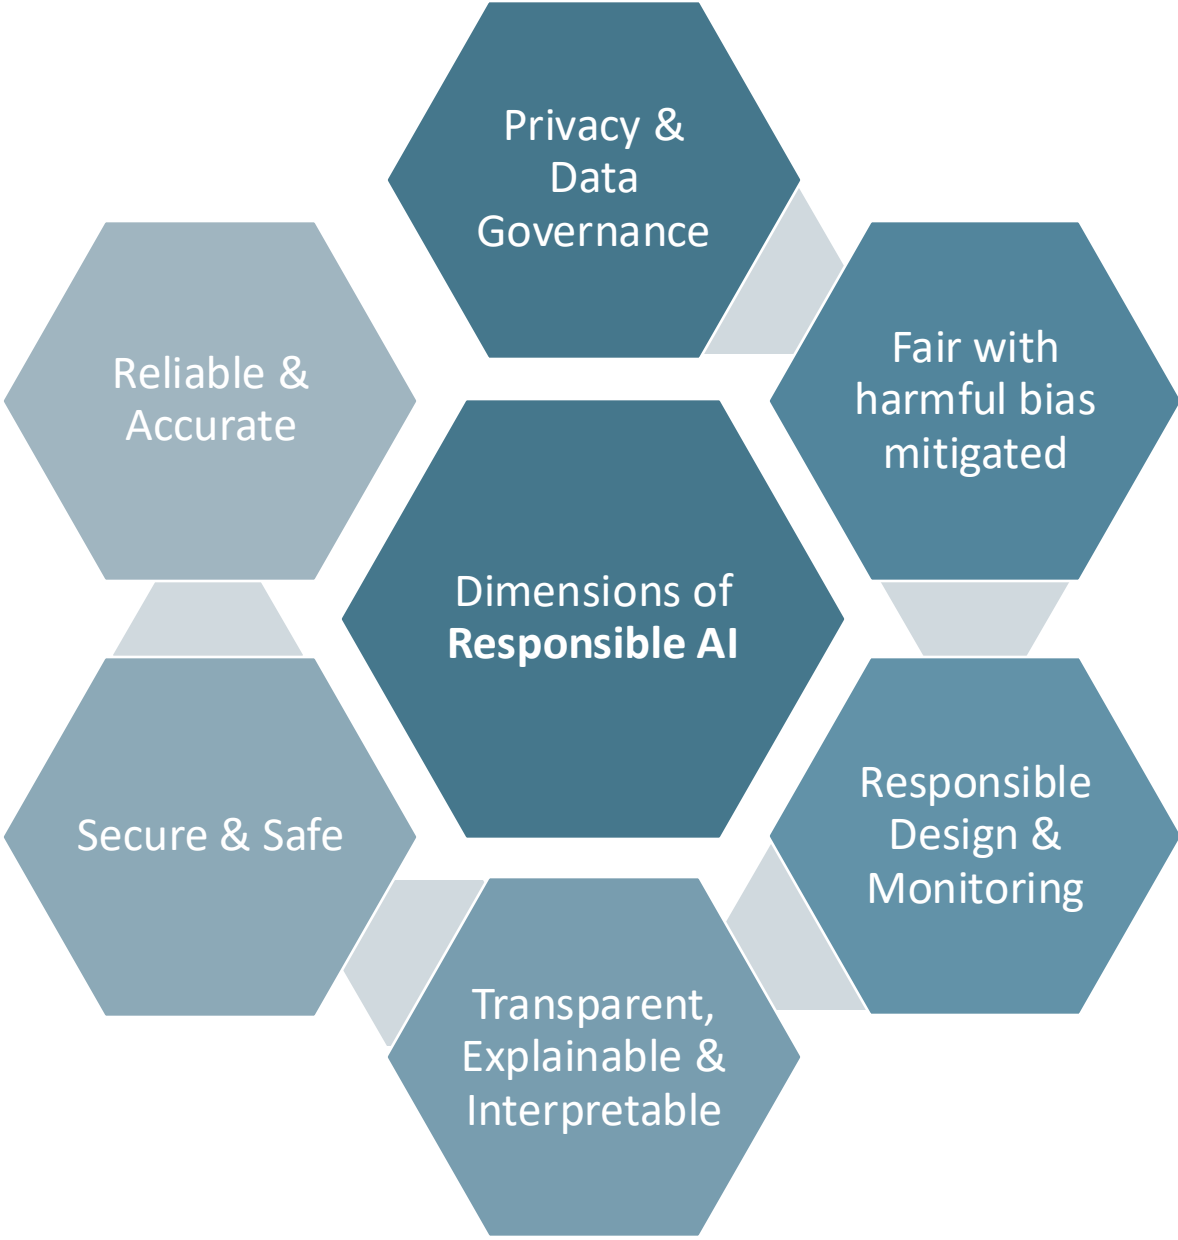 Privacy &
Data
Governance
Fair with
harmful bias
mitigated
Reliable &
Accurate
Dimensions of
Responsible AI
Responsible
Design &
Monitoring
Secure & Safe
Transparent,
Explainable &
Interpretable